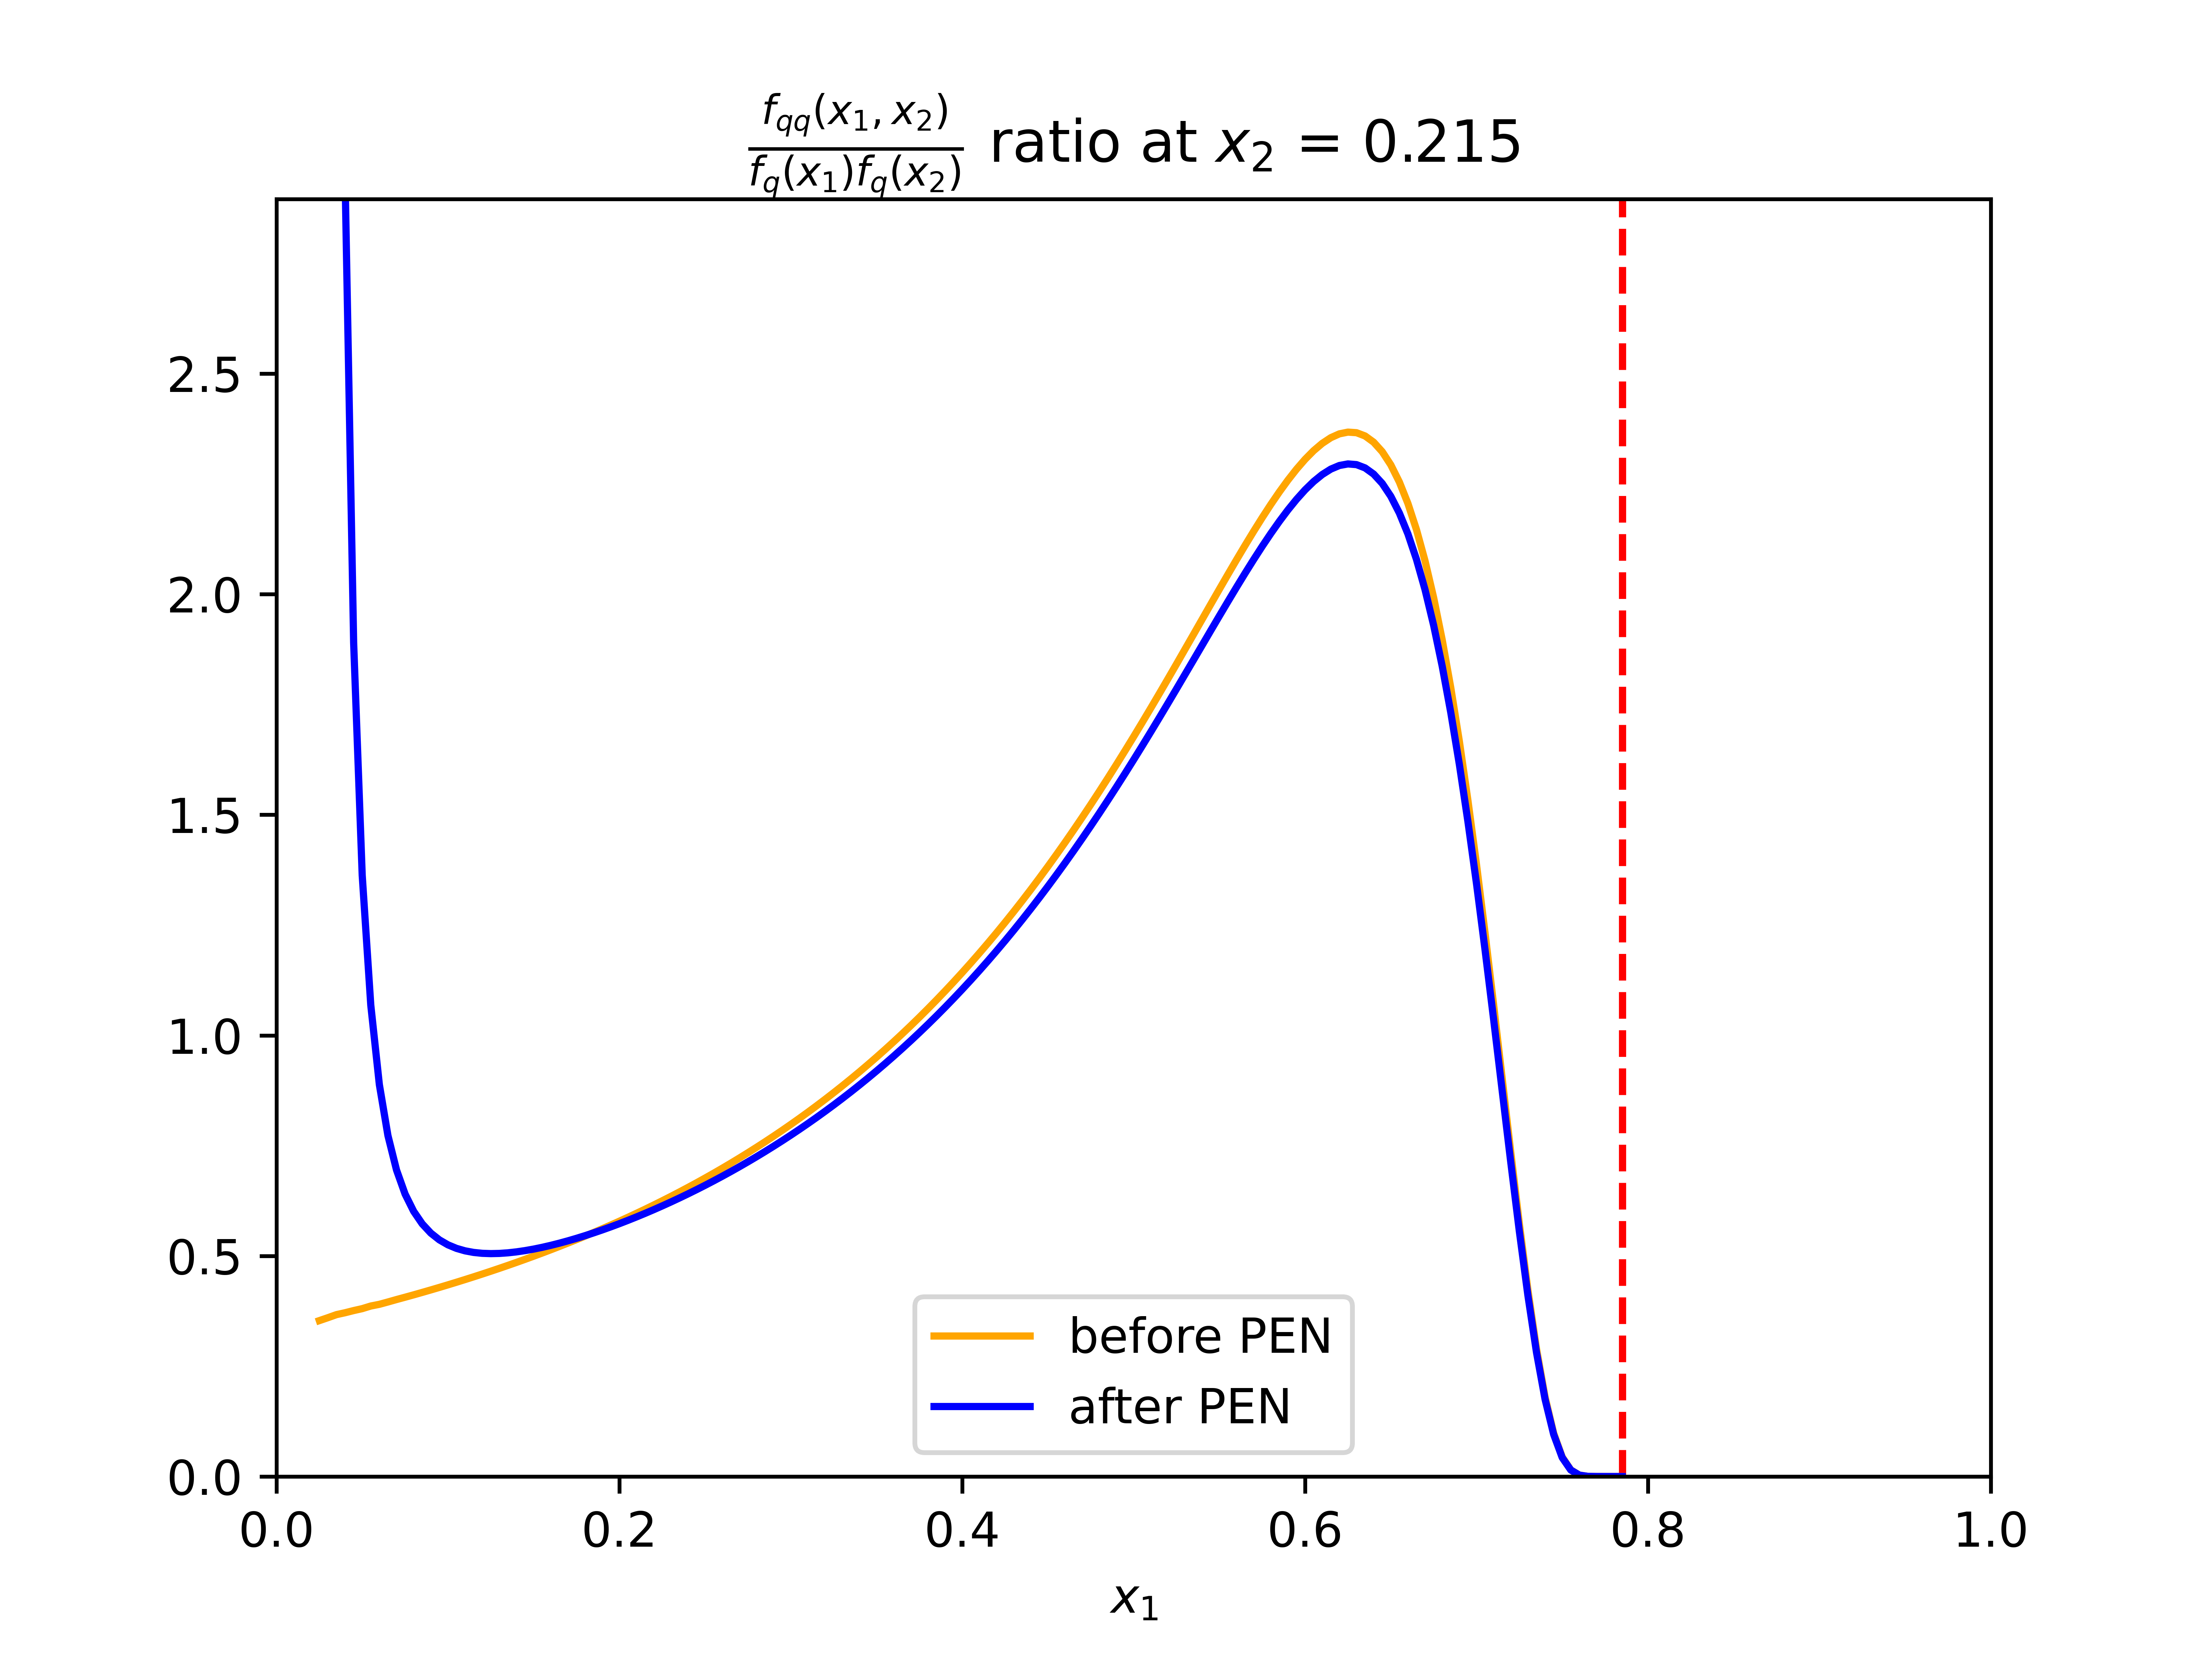 f_{qq}(x_1, x_2)
f_q(x_1)f_q(x_2)
ratio at x_2 = 0.215
2.5
2.0
1.5
1.0
0.5
0.0
before PEN
after PEN
0.0 0.2 0.4 0.6 0.8 1.0
x_1